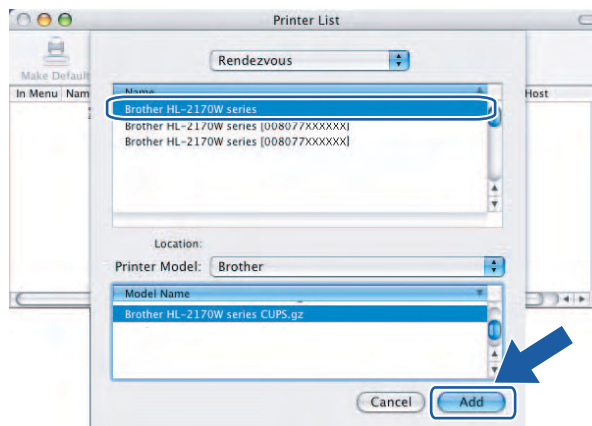 Printer List
Make Default
Rendezvous
In Menu Nam
Name
Host
Brother HL-2170W series
Brother HL-2170W series [008077XXXXXX]
Brother HL-2170W series [008077XXXXXX]
Location:
Printer Model: Brother
Model Name
Brother HL-2170W series CUPS.gz
Cancel Add